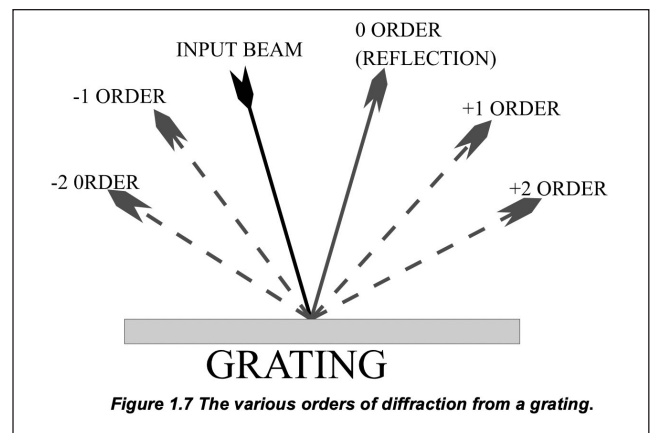 0 ORDER
(REFLECTION)
INPUT BEAM
-1 ORDER
+1 ORDER
-2 0RDER
+2 ORDER
GRATING
Figure 1.7 The various orders of diffraction from a grating.